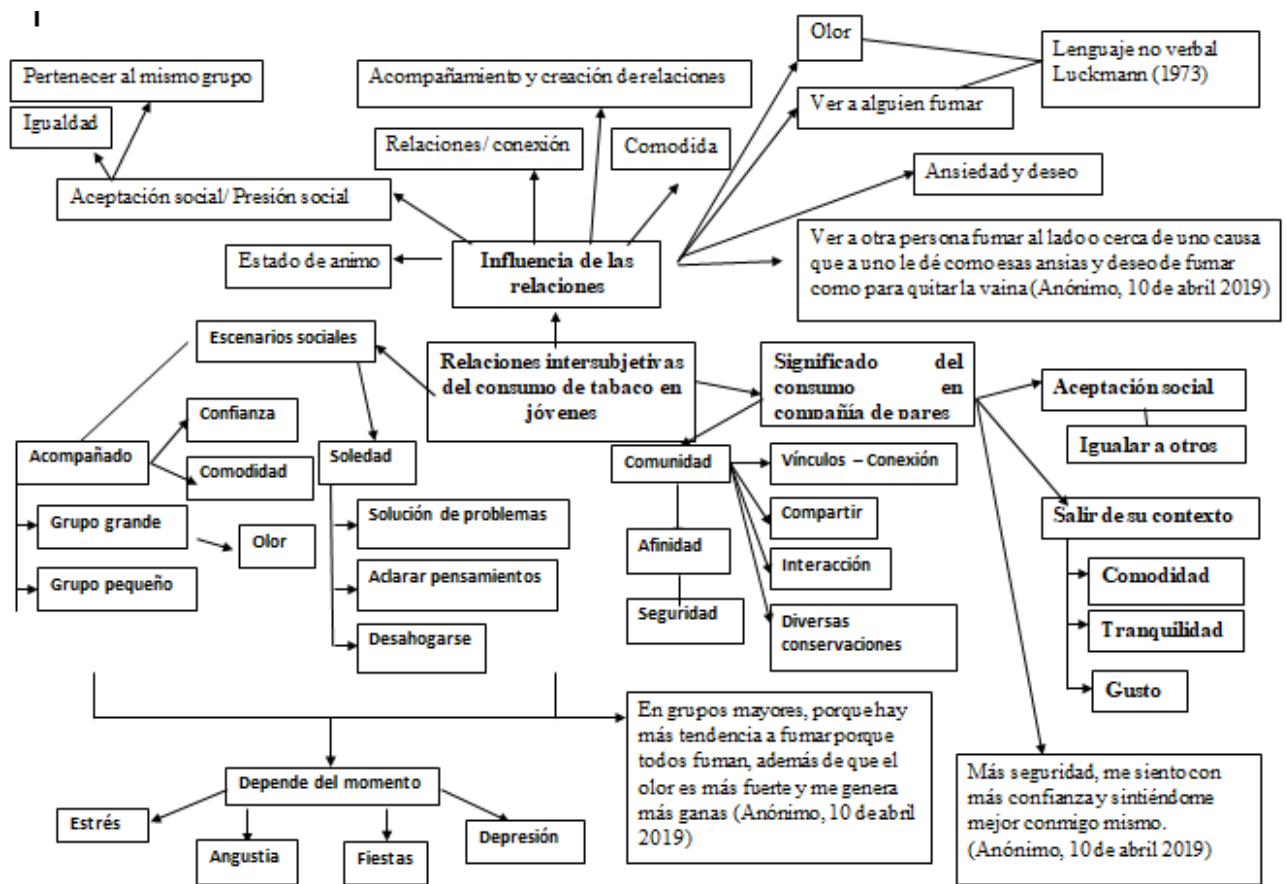 I
Olor
Lenguaje no verbal
Luckmann (1973)
Pertenecer al mismo grupo
Acompañamiento y creación de relaciones
Igualdad
Ver a alguien fumar
Relaciones/ conexión
Comodida
Ansiedad y deseo
Aceptación social/ Presión social
Estado de animo
Influencia de las
relaciones
Ver a otra persona fumar al lado o cerca de uno causa
que a uno le dé como esas ansias y deseo de fumar
como para quitar la vaina (Anónimo, 10 de abril 2019)
Escenarios sociales
Relaciones intersubjetivas
del consumo de tabaco en
jóvenes
Significado del
consumo en
compañía de pares
Aceptación social
Igualar a otros
Confianza
Acompañado
Comodidad
Soledad
Comunidad
Vínculos – Conexión
Grupo grande
Olor
Solución de problemas
Compartir
Salir de su contexto
Afinidad
Interacción
Grupo pequeño
Aclarar pensamientos
Comodidad
Seguridad
Diversas
conservaciones
Tranquilidad
Desahogarse
Gusto
En grupos mayores, porque hay
más tendencia a fumar porque
todos fuman, además de que el
olor es más fuerte y me genera
más ganas (Anónimo, 10 de abril
2019)
Más seguridad, me siento con
más confianza y sintiéndome
mejor conmigo mismo.
(Anónimo, 10 de abril 2019)
Depende del momento
Estrés
Angustia
Fiestas
Depresión